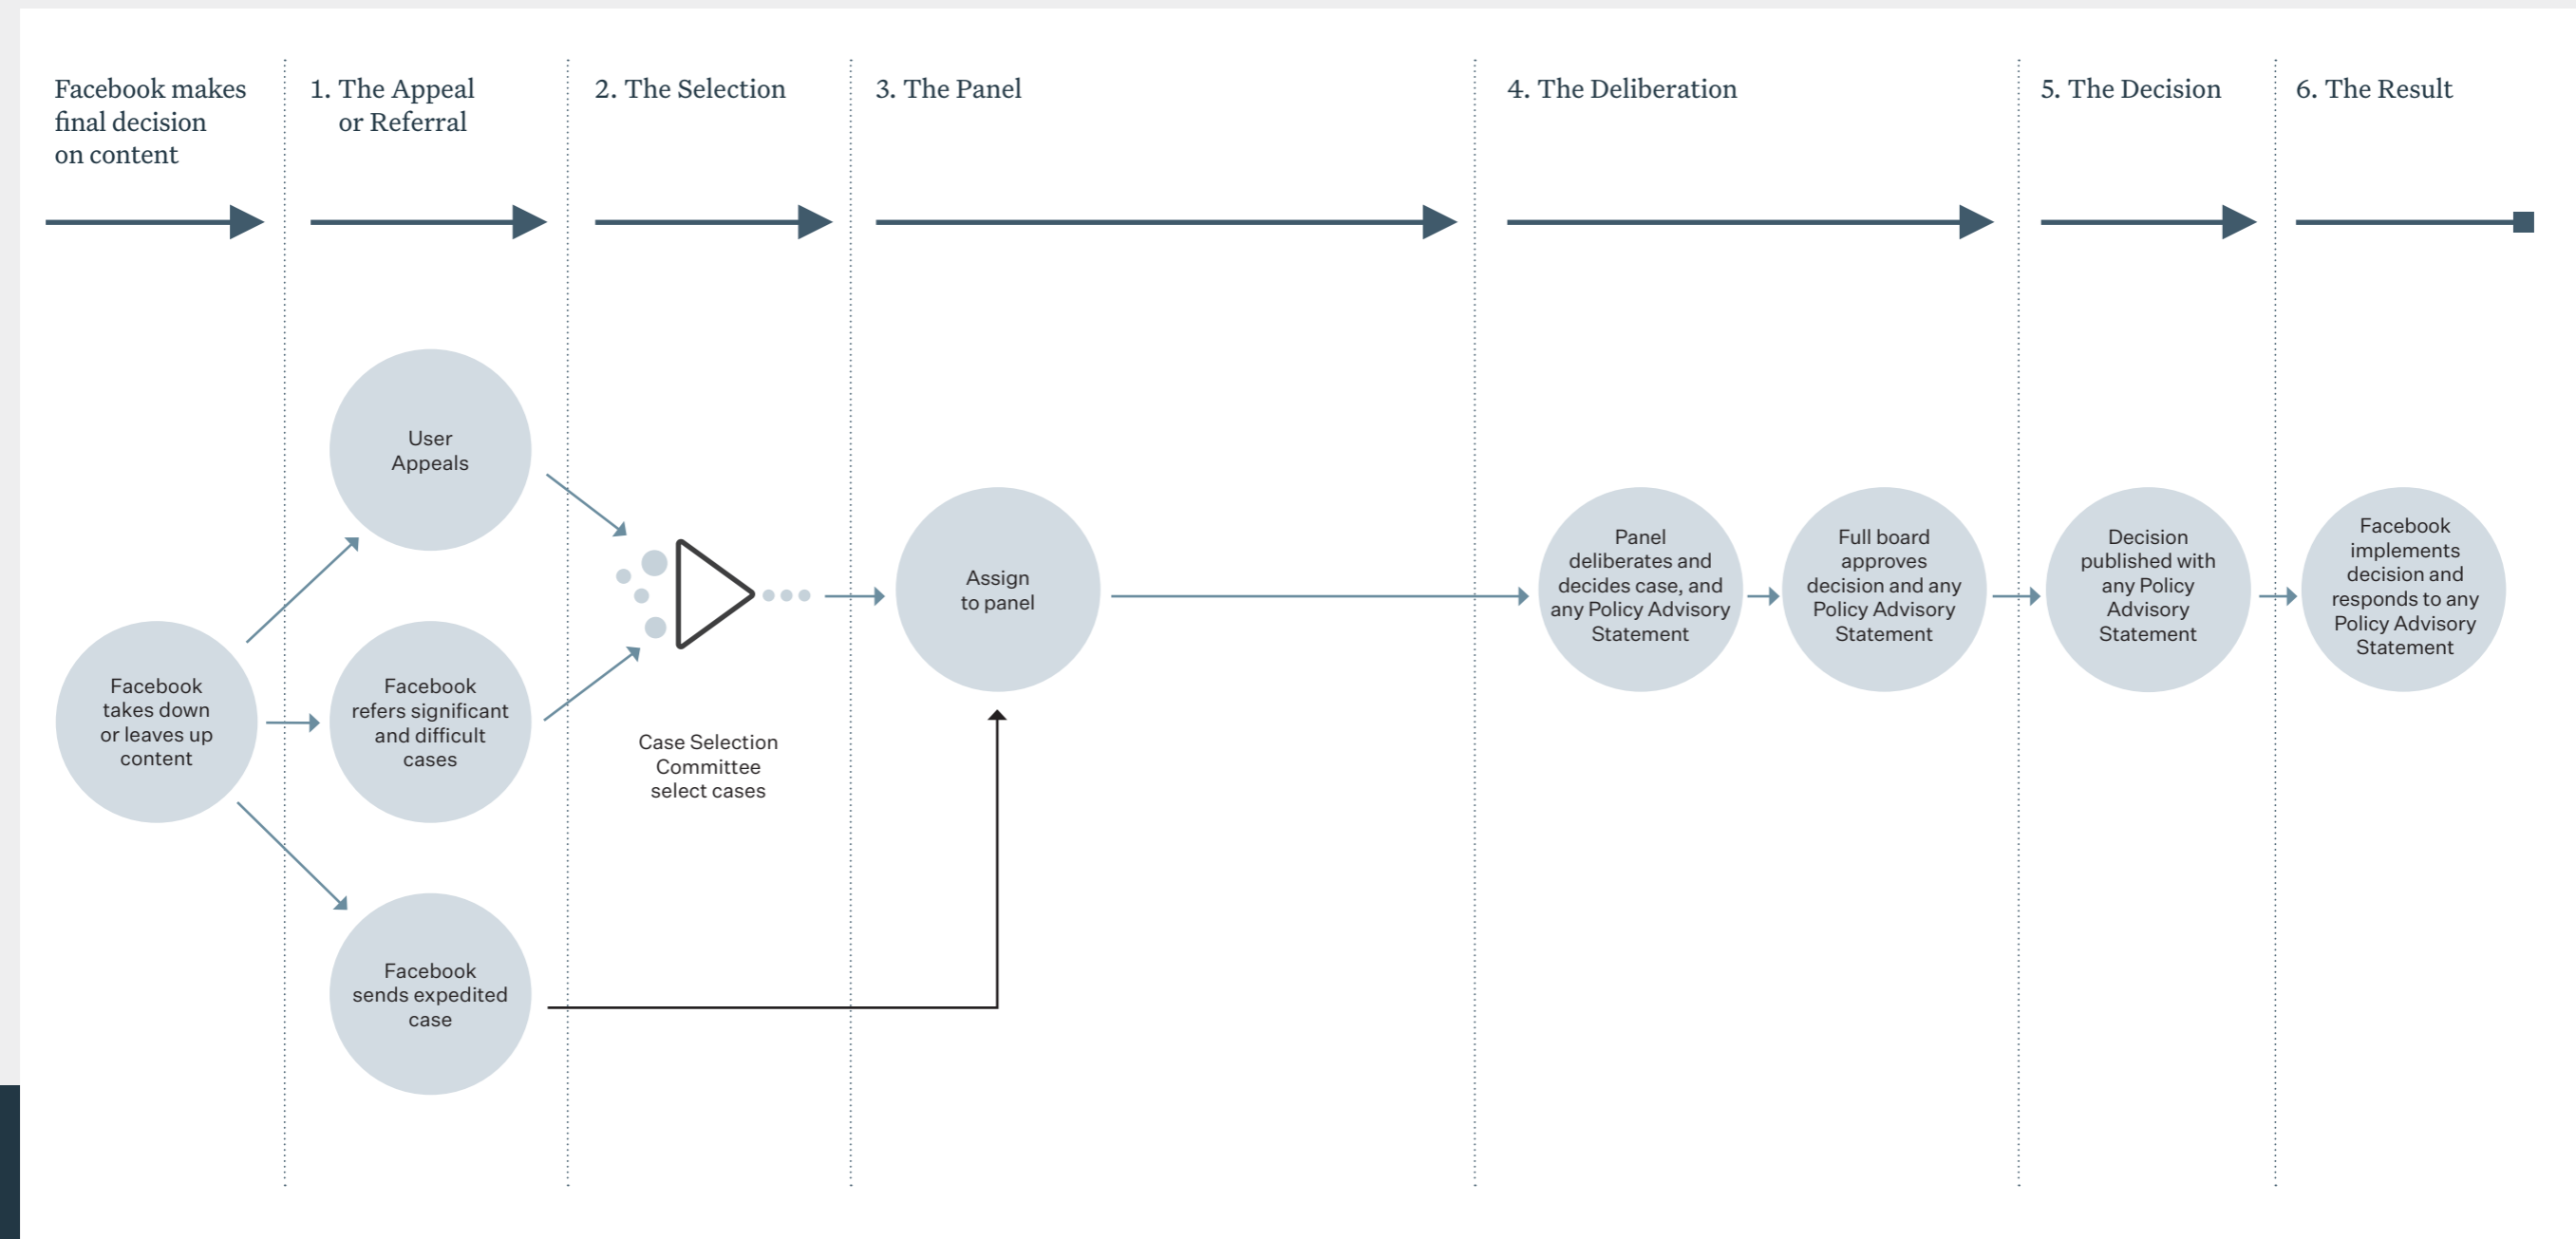 Facebook makes
final decision
on content
1. The Appeal
or Referral
2. The Selection
3. The Panel
4. The Deliberation
5. The Decision
6. The Result
Facebook
takes down
or leaves up
content
User
Appeals
Facebook
refers significant
and difficult
cases
Facebook
sends expedited
case
Case Selection
Committee
select cases
Assign
to panel
Panel
deliberates and
decides case, and
any Policy Advisory
Statement
Full board
approves
decision and any
Policy Advisory
Statement
Decision
published with
any Policy
Advisory
Statement
Facebook
implements
decision and
responds to any
Policy Advisory
Statement